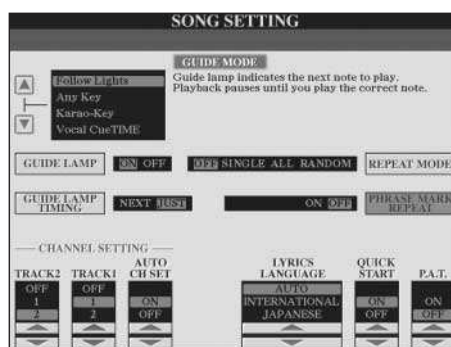 SONG SETTING
GUIDE MODE
Follow Lights
Any Key
Karao-Key
Vocal CueTIME
Guide lamp indicates the next note to play.
Playback pauses until you play the correct note.
GUIDE LAMP
ON OFF
OFF SINGLE ALL RANDOM
REPEAT MODE
GUIDE LAMP
TIMING
NEXT JUST
ON OFF
PHRASE MARK
REPEAT
CHANNEL SETTING
TRACK2
OFF
1
2
TRACK1
OFF
1
2
AUTO
CH SET
ON
OFF
LYRICS
LANGUAGE
AUTO
INTERNATIONAL
JAPANESE
QUICK
START
ON
OFF
P.A.T.
ON
OFF